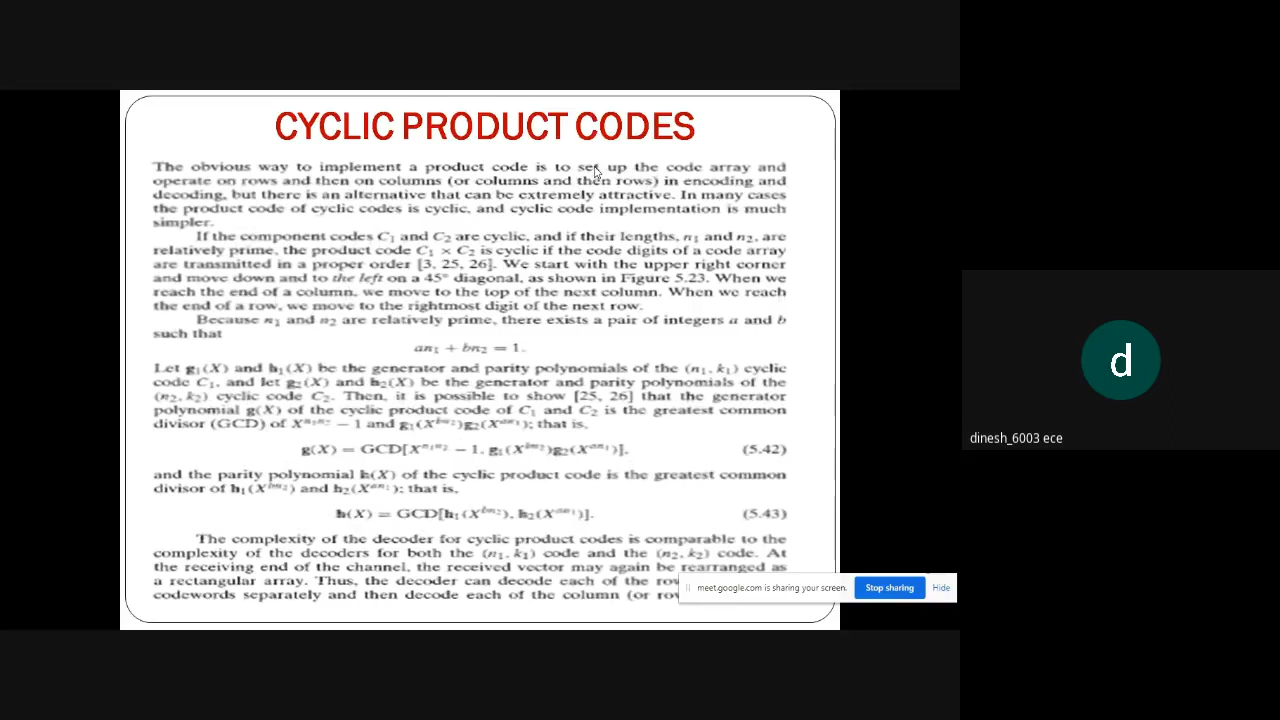 CYCLIC PRODUCT CODES
The obvious way to implement a product code is to set up the code array and
operate on rows and then on columns (or columns and then rows) in encoding and
decoding, but there is an alternative that can be extremely attractive. In many cases
the product code of cyclic codes is cyclic, and cyclic code implementation is much
simpler.
If the component codes C₁ and C₂ are cyclic, and if their lengths, n₁ and n₂, are
relatively prime, the product code C₁ × C₂ is cyclic if the code digits of a code array
are transmitted in a proper order [3, 25, 26]. We start with the upper right corner
and move down and to the left on a 45° diagonal, as shown in Figure 5.23. When we
reach the end of a column, we move to the top of the next column. When we reach
the end of a row, we move to the rightmost digit of the next row.
Because n₁ and n₂ are relatively prime, there exists a pair of integers a and b
such that
an₁ + bn₂ = 1.
Let g₁(X) and h₁(X) be the generator and parity polynomials of the (n₁, k₁) cyclic
code C₁, and let g₂(X) and h₂(X) be the generator and parity polynomials of the
(n₂, k₂) cyclic code C₂. Then, it is possible to show [25, 26] that the generator
polynomial g(X) of the cyclic product code of C₁ and C₂ is the greatest common
divisor (GCD) of X^{n₁n₂} − 1 and g₁(X^{bn₂})g₂(X^{an₁}); that is,
g(X) = GCD[X^{n₁n₂} − 1, g₁(X^{bn₂})g₂(X^{an₁})], (5.42)
and the parity polynomial h(X) of the cyclic product code is the greatest common
divisor of h₁(X^{bn₂}) and h₂(X^{an₁}); that is,
h(X) = GCD[h₁(X^{bn₂}), h₂(X^{an₁})]. (5.43)
The complexity of the decoder for cyclic product codes is comparable to the
complexity of the decoders for both the (n₁, k₁) code and the (n₂, k₂) code. At
the receiving end of the channel, the received vector may again be rearranged as
a rectangular array. Thus, the decoder can decode each of the row
codewords separately and then decode each of the column (or row
meet.google.com is sharing your screen.
Stop sharing
Hide
d
dinesh_6003 ece